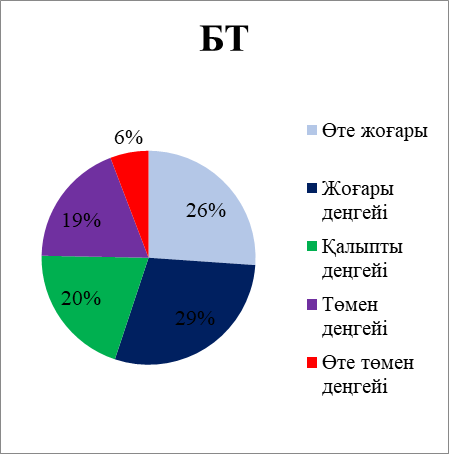 БТ
6%
26%
19%
20%
29%
Өте жоғары
Жоғары
деңгейі
Қалыпты
деңгейі
Төмен
деңгейі
Өте төмен
деңгейі